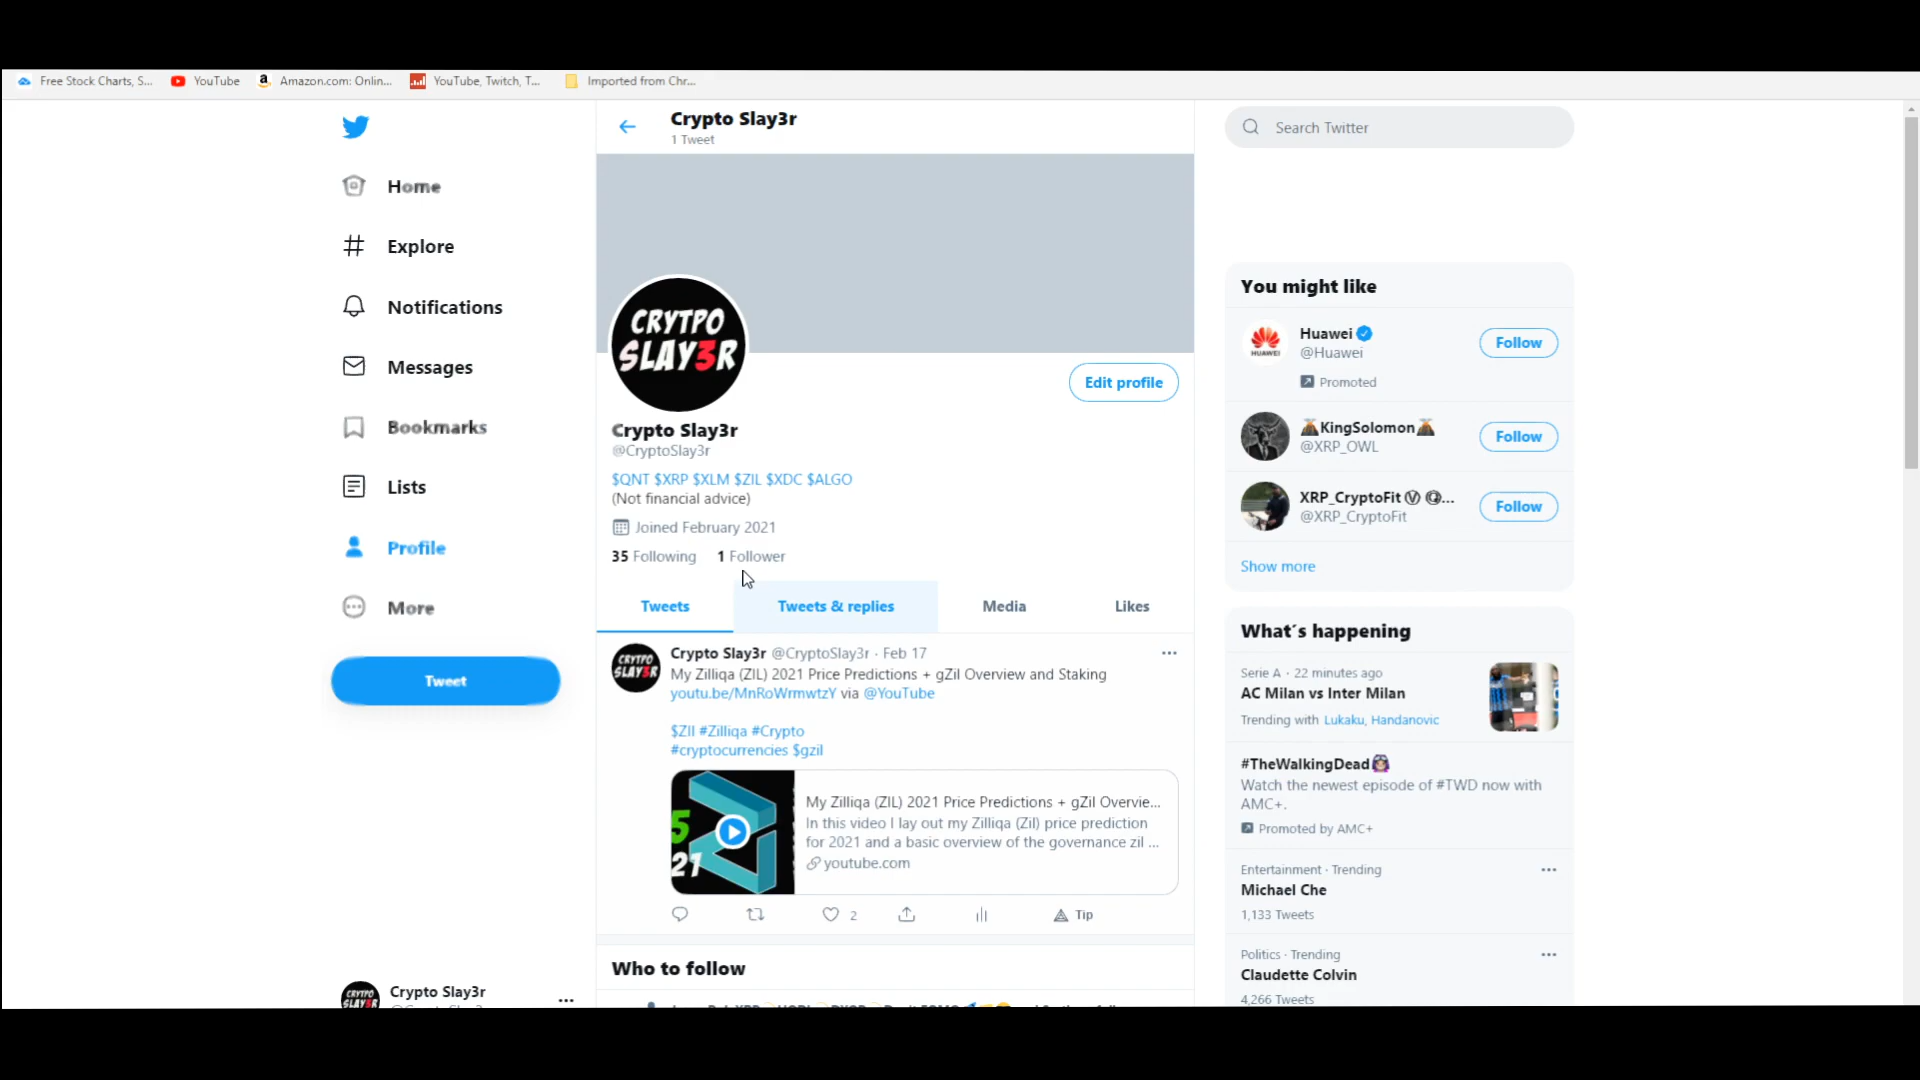 Free Stock Charts, S...
YouTube
Amazon.com: Onlin...
YouTube, Twitch, T...
Imported from Chr...
Home
Explore
Notifications
Messages
Bookmarks
Lists
Profile
More
Tweet
Crypto Slay3r
Crypto Slay3r
1 Tweet
CRYTPO
SLAY3R
Edit profile
Crypto Slay3r
@CryptoSlay3r
$QNT $XRP $XLM $ZIL $XDC $ALGO
(Not financial advice)
Joined February 2021
35 Following 1 Follower
Tweets
Tweets & replies
Media
Likes
CRYTPO
SLAY3R
Crypto Slay3r @CryptoSlay3r · Feb 17
My Zilliqa (ZIL) 2021 Price Predictions + gZil Overview and Staking
youtu.be/MnRoWrmwtzY via @YouTube
$ZIl #Zilliqa #Crypto
#cryptocurrencies $gzil
5
21
My Zilliqa (ZIL) 2021 Price Predictions + gZil Overvie...
In this video I lay out my Zilliqa (Zil) price prediction
for 2021 and a basic overview of the governance zil ...
youtube.com
2
Tip
Who to follow
Search Twitter
You might like
HUAWEI
Huawei
@Huawei
Promoted
Follow
KingSolomon
@XRP_OWL
Follow
XRP_CryptoFit Ⓥ Ⓠ...
@XRP_CryptoFit
Follow
Show more
What's happening
Serie A · 22 minutes ago
AC Milan vs Inter Milan
Trending with Lukaku, Handanovic
#TheWalkingDead
Watch the newest episode of #TWD now with
AMC+.
Promoted by AMC+
Entertainment · Trending
Michael Che
1,133 Tweets
Politics · Trending
Claudette Colvin
4,266 Tweets